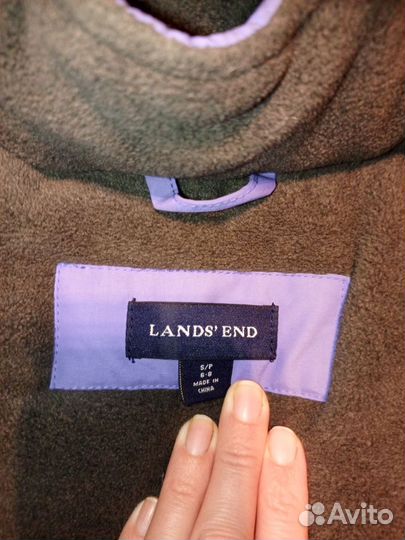 LANDS' END
S/P
6-8
MADE IN
CHINA
Avito